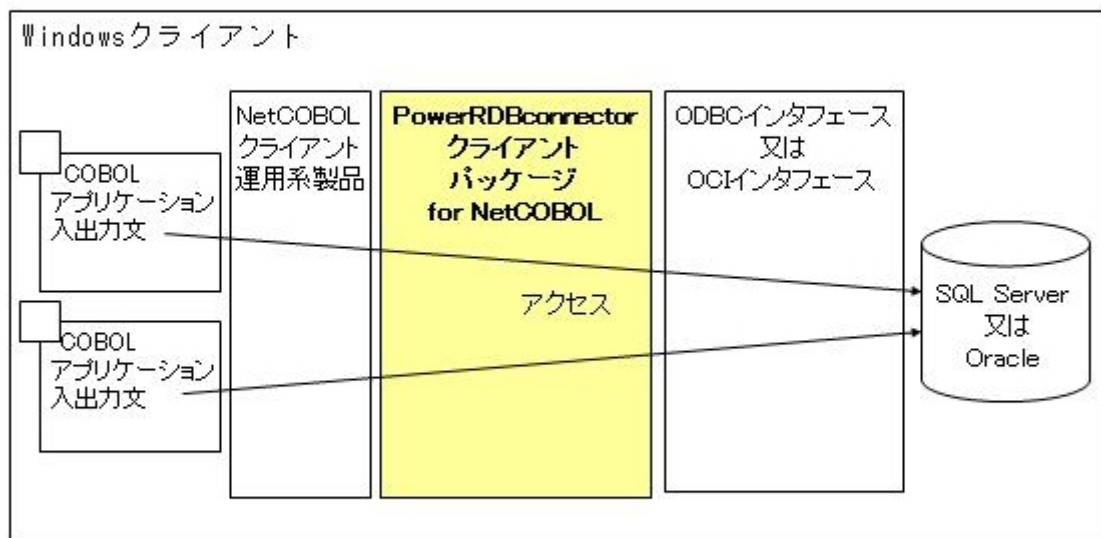 Windowsクライアント
NetCOBOL
クライアント
運用系製品
PowerRDBconnector
クライアント
パッケージ
for NetCOBOL
ODBCインタフェース
又は
OCIインタフェース
COBOL
アプリケーション
入出力文
アクセス
SQL Server
又は
Oracle
COBOL
アプリケーション
入出力文